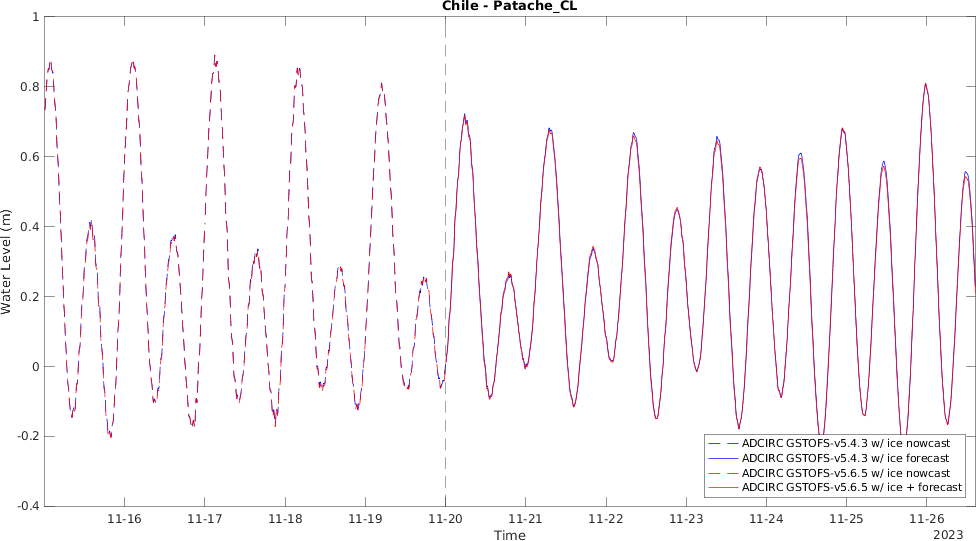 Chile - Patache_CL
1
0.8
0.6
0.4
0.2
0
-0.2
-0.4
Water Level (m)
11-16
11-17
11-18
11-19
11-20
11-21
11-22
11-23
11-24
11-25
11-26
Time
2023
ADCIRC GSTOFS-v5.4.3 w/ ice nowcast
ADCIRC GSTOFS-v5.4.3 w/ ice forecast
ADCIRC GSTOFS-v5.6.5 w/ ice nowcast
ADCIRC GSTOFS-v5.6.5 w/ ice + forecast